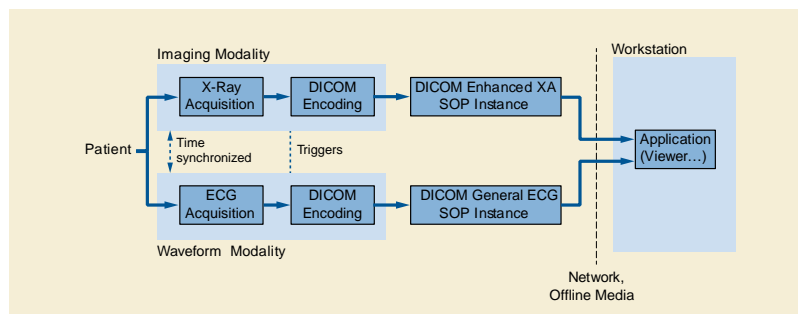 Imaging Modality
Workstation
X-Ray
Acquisition
DICOM
Encoding
DICOM Enhanced XA
SOP Instance
Patient
Time
synchronized
Triggers
Application
(Viewer...)
ECG
Acquisition
DICOM
Encoding
DICOM General ECG
SOP Instance
Waveform Modality
Network,
Offline Media